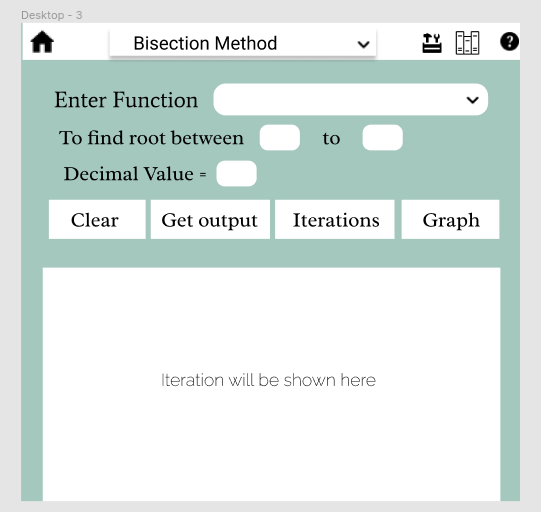 Desktop - 3
Bisection Method
?
Enter Function
To find root between to
Decimal Value =
Clear Get output Iterations Graph
Iteration will be shown here